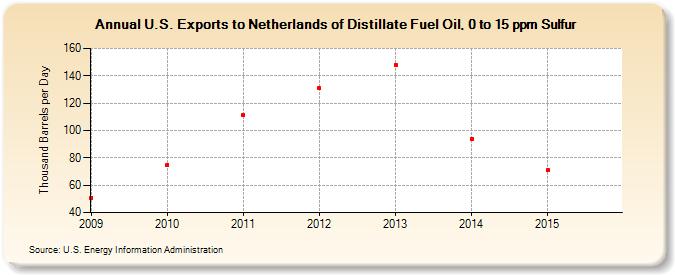 Annual U.S. Exports to Netherlands of Distillate Fuel Oil, 0 to 15 ppm Sulfur
Thousand Barrels per Day
160
140
120
100
80
60
40
2009 2010 2011 2012 2013 2014 2015
Source: U.S. Energy Information Administration